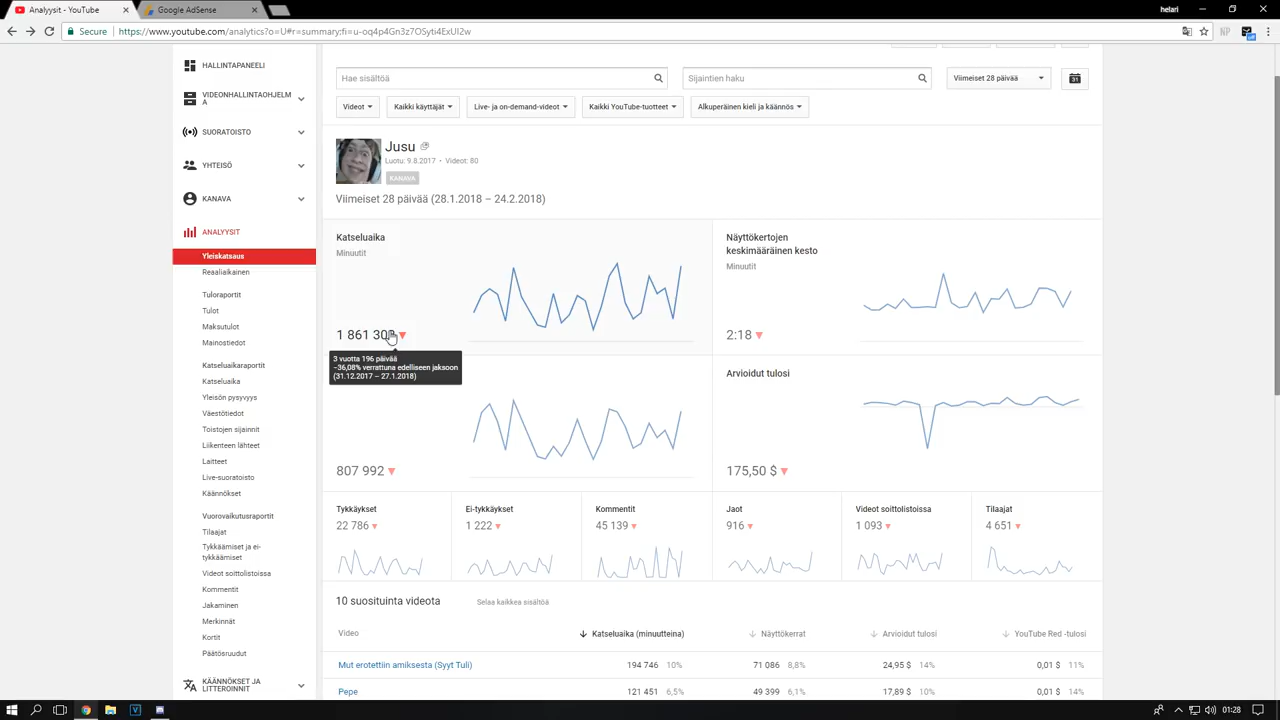 Analyysit - YouTube
Google AdSense
helari
Secure
https://www.youtube.com/analytics?o=U#r=summary;fi=u-oq4p4Gn3z7OSyti4ExUI2w
HALLINTAPANEELI
VIDEONHALLINTAOHJELM
A
SUORATOISTO
YHTEISÖ
KANAVA
ANALYYSIT
Yleiskatsaus
Reaaliaikainen
Tuloraportit
Tulot
Maksutulot
Mainostiedot
Katseluaikaraportit
Katseluaika
Yleisön pysyvyys
Väestötiedot
Toistojen sijainnit
Liikenteen lähteet
Laitteet
Live-suoratoisto
Käännökset
Vuorovaikutusraportit
Tilaajat
Tykkäämiset ja ei-
tykkäämiset
Videot soittolistoissa
Kommentit
Jakaminen
Merkinnät
Kortit
Päätösruudut
KÄÄNNÖKSET JA
LITTEROINNIT
Hae sisältöä
Sijaintien haku
Viimeiset 28 päivää
31
Videot
Kaikki käyttäjät
Live- ja on-demand-videot
Kaikki YouTube-tuotteet
Alkuperäinen kieli ja käännös
Jusu
Luotu: 9.8.2017 • Videot: 80
KANAVA
Viimeiset 28 päivää (28.1.2018 – 24.2.2018)
Katseluaika
Minuutit
1 861 30
3 vuotta 196 päivää
−36,08% verrattuna edelliseen jaksoon
(31.12.2017 – 27.1.2018)
Näyttökertojen
keskimääräinen kesto
Minuutit
2:18
807 992
Arvioidut tulosi
175,50 $
Tykkäykset
22 786
Ei-tykkäykset
1 222
Kommentit
45 139
Jaot
916
Videot soittolistoissa
1 093
Tilaajat
4 651
10 suosituinta videota
Selaa kaikkea sisältöä
Video
Katseluaika (minuutteina)
Näyttökerrat
Arvioidut tulosi
YouTube Red -tulosi
Mut erotettiin amiksesta (Syyt Tuli)
194 746 10%
71 086 8,8%
24,95 $ 14%
0,01 $ 11%
Pepe
121 451 6,5%
49 399 6,1%
17,89 $ 10%
0,01 $ 14%
01:28